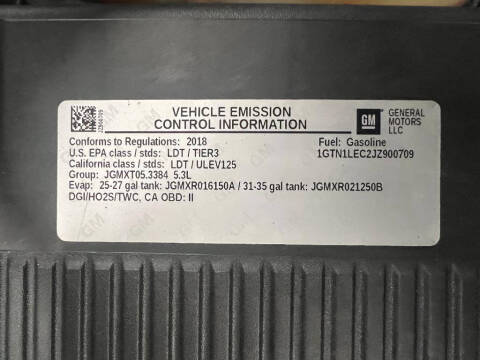 VEHICLE EMISSION
CONTROL INFORMATION
GM
GENERAL
MOTORS
LLC
JZ900709
Conforms to Regulations: 2018
Fuel: Gasoline
U.S. EPA class / stds: LDT / TIER3
1GTN1LEC2JZ900709
California class / stds: LDT / ULEV125
Group: JGMXT05.3384 5.3L
Evap: 25-27 gal tank: JGMXR016150A / 31-35 gal tank: JGMXR021250B
DGI/HO2S/TWC, CA OBD: II